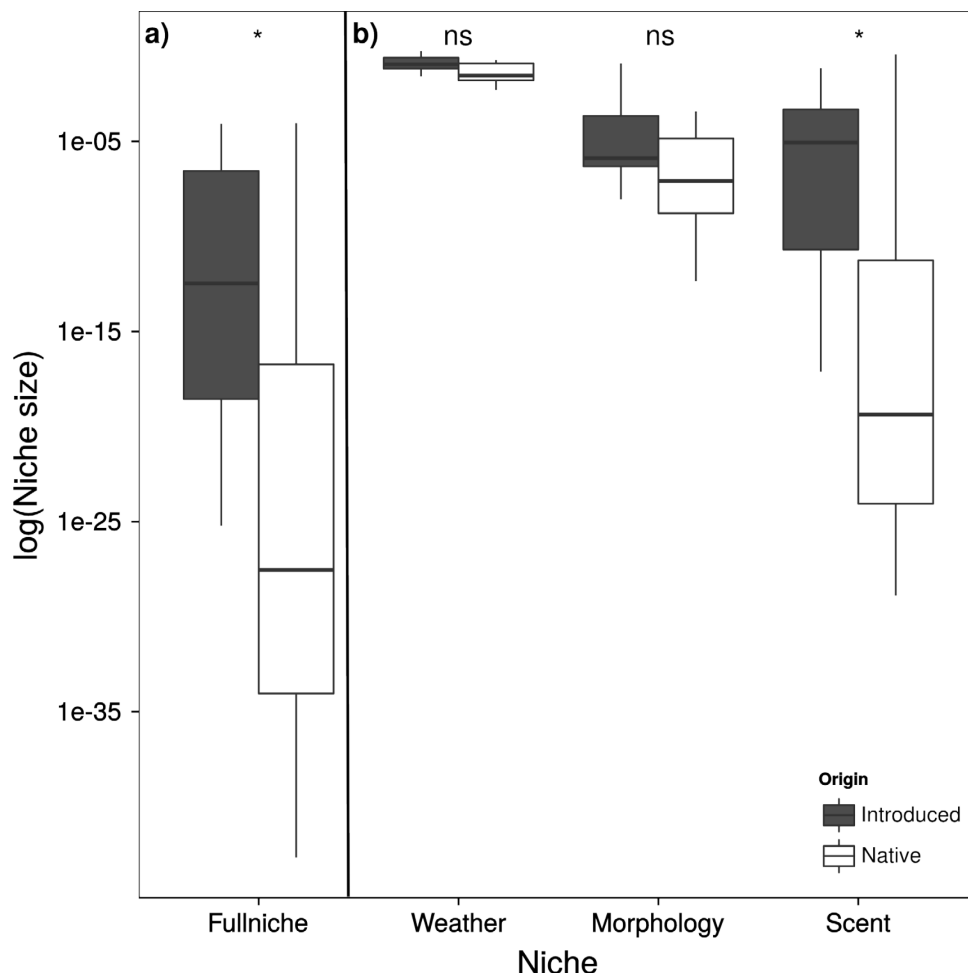 a)
*
b)
ns
ns
*
1e-05
1e-15
1e-25
1e-35
log(Niche size)
Origin
Introduced
Native
Fullniche
Weather
Morphology
Scent
Niche